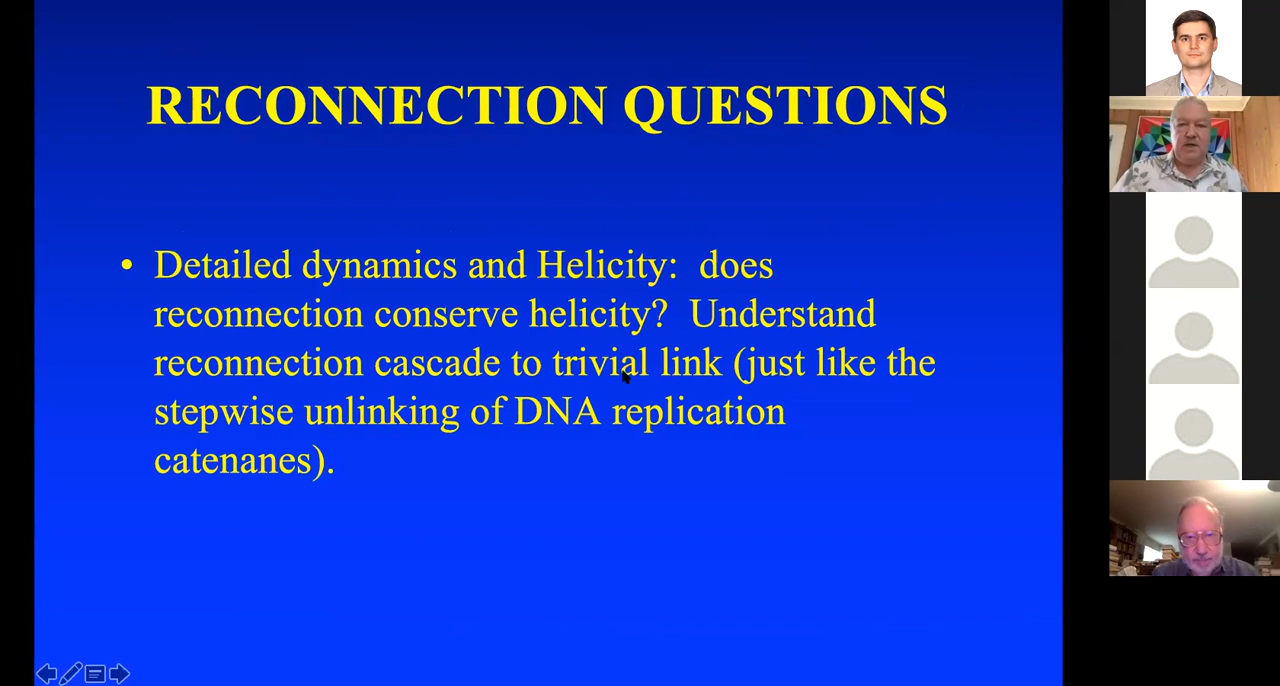 RECONNECTION QUESTIONS
• Detailed dynamics and Helicity: does
reconnection conserve helicity? Understand
reconnection cascade to trivial link (just like the
stepwise unlinking of DNA replication
catenanes).